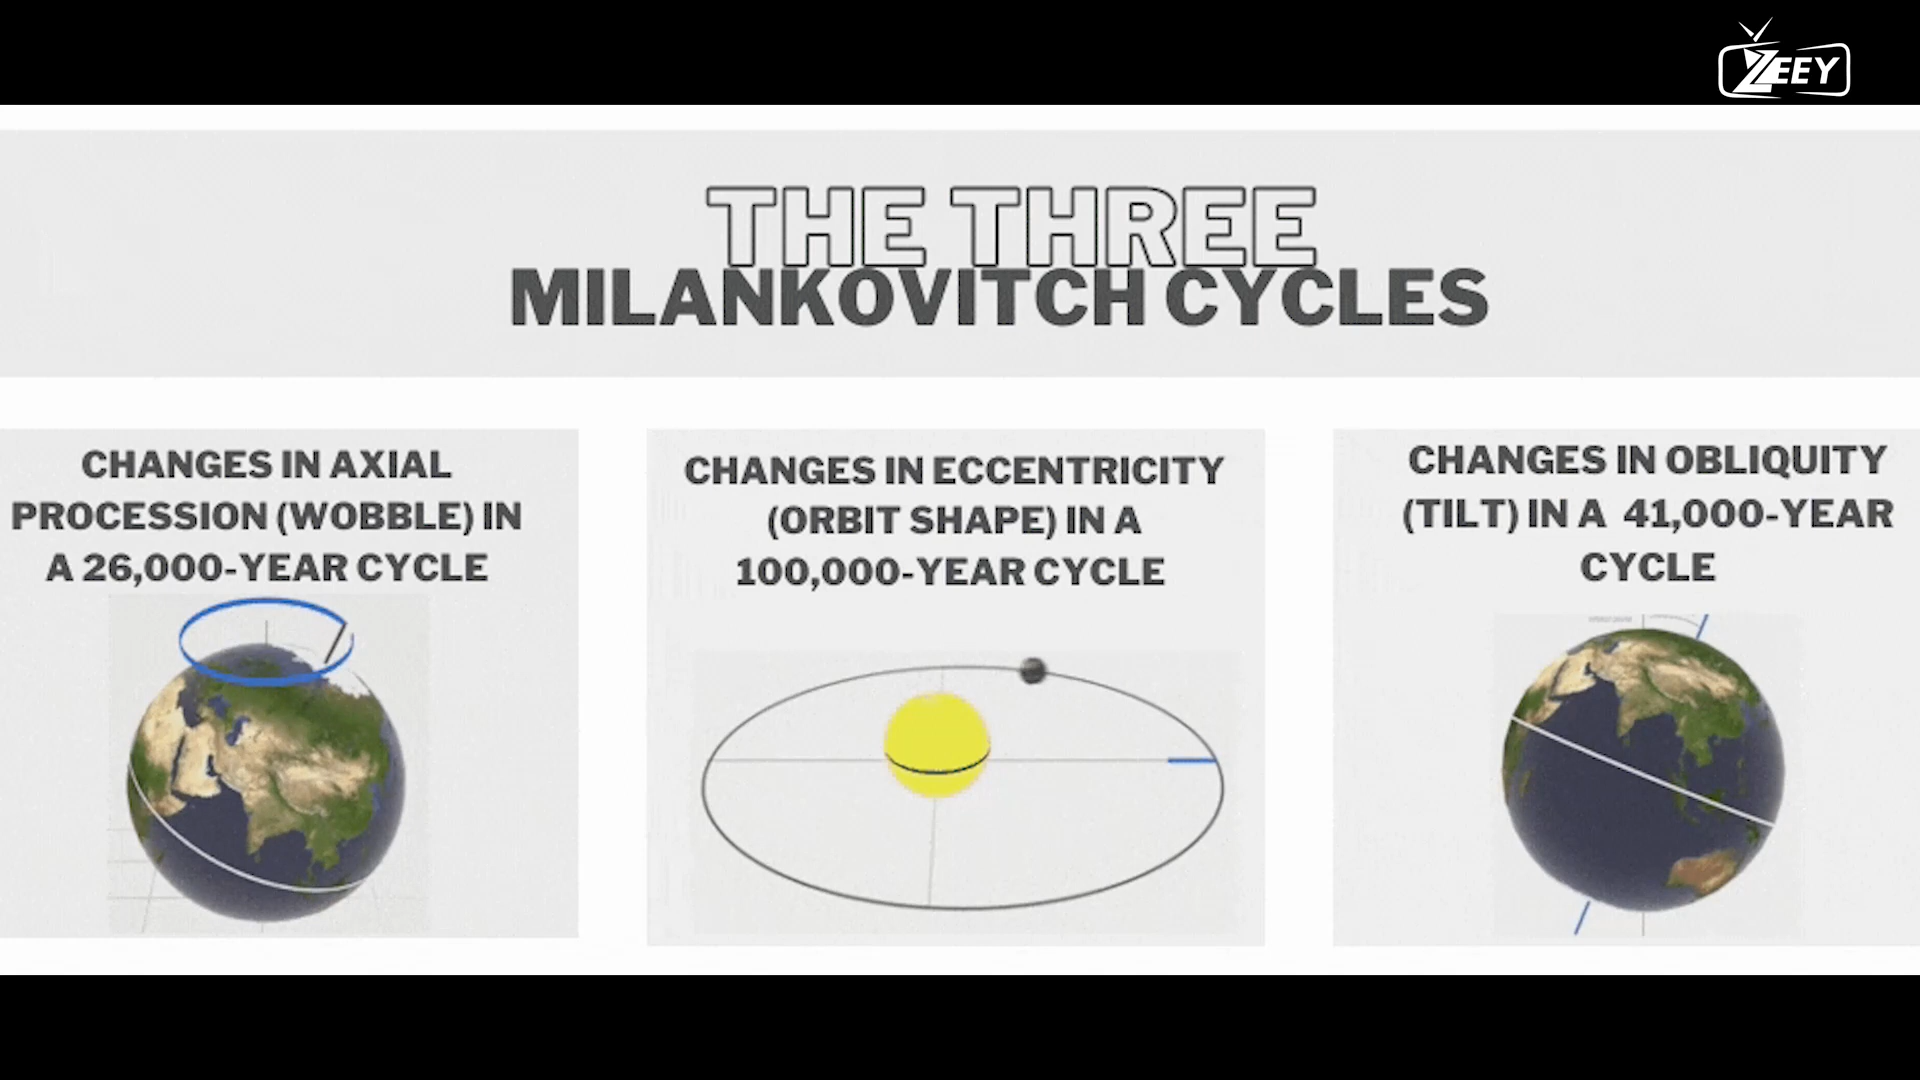 ZEEY
THE THREE
MILANKOVITCH CYCLES
CHANGES IN AXIAL
PROCESSION (WOBBLE) IN
A 26,000-YEAR CYCLE
CHANGES IN ECCENTRICITY
(ORBIT SHAPE) IN A
100,000-YEAR CYCLE
CHANGES IN OBLIQUITY
(TILT) IN A 41,000-YEAR
CYCLE